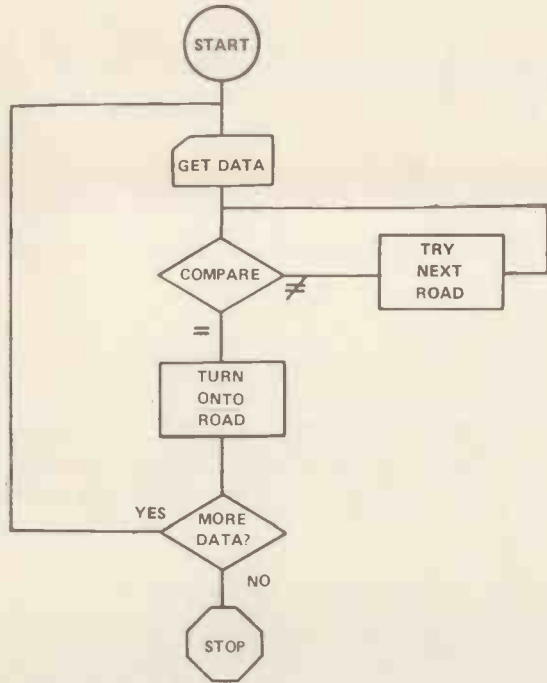 START
GET DATA
COMPARE
≠
TRY
NEXT
ROAD
=
TURN
ONTO
ROAD
YES
MORE
DATA?
NO
STOP